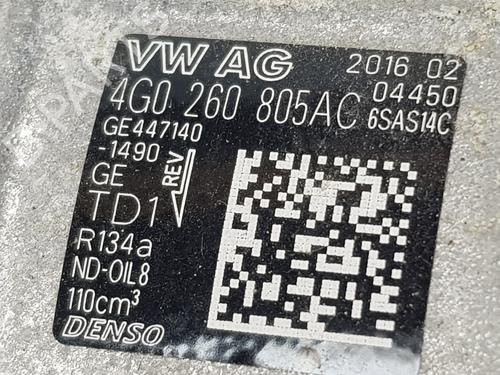 VW AG 2016 02
4G0 260 805AC 04450
GE447140 6SAS14C
-1490
GE REV
TD1
R134a
ND-OIL8
110cm³
DENSO